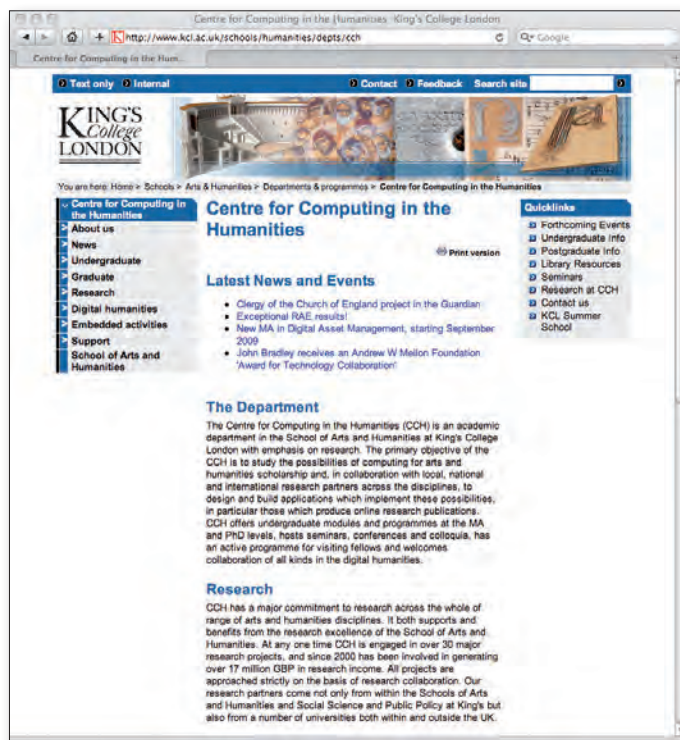 Centre for Computing in the Humanities King's College London
http://www.kcl.ac.uk/schools/humanities/depts/cch
Google
Centre for Computing in the Hum...
Text only Internal Contact Feedback Search site
KING'S
College
LONDON
You are here: Home > Schools > Arts & Humanities > Departments & programmes > Centre for Computing in the Humanities
Centre for Computing in
the Humanities
About us
News
Undergraduate
Graduate
Research
Digital humanities
Embedded activities
Support
School of Arts and
Humanities
Centre for Computing in the
Humanities
Print version
Latest News and Events
• Clergy of the Church of England project in the Guardian
• Exceptional RAE results!
• New MA in Digital Asset Management, starting September
2009
• John Bradley receives an Andrew W Mellon Foundation
'Award for Technology Collaboration'
The Department
The Centre for Computing in the Humanities (CCH) is an academic
department in the School of Arts and Humanities at King's College
London with emphasis on research. The primary objective of the
CCH is to study the possibilities of computing for arts and
humanities scholarship and, in collaboration with local, national
and international research partners across the disciplines, to
design and build applications which implement these possibilities,
in particular those which produce online research publications.
CCH offers undergraduate modules and programmes at the MA
and PhD levels, hosts seminars, conferences and colloquia, has
an active programme for visiting fellows and welcomes
collaboration of all kinds in the digital humanities.
Research
CCH has a major commitment to research across the whole of
range of arts and humanities disciplines. It both supports and
benefits from the research excellence of the School of Arts and
Humanities. At any one time CCH is engaged in over 30 major
research projects, and since 2000 has been involved in generating
over 17 million GBP in research income. All projects are
approached strictly on the basis of research collaboration. Our
research partners come not only from within the Schools of Arts
and Humanities and Social Science and Public Policy at King's but
also from a number of universities both within and outside the UK.
Quicklinks
Forthcoming Events
Undergraduate Info
Postgraduate Info
Library Resources
Seminars
Research at CCH
Contact us
KCL Summer
School